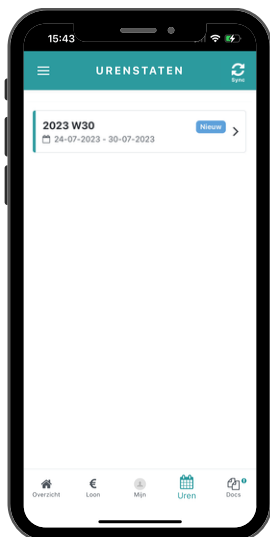 15:43
URENSTATEN
Sync
2023 W30
Nieuw
24-07-2023 - 30-07-2023
Overzicht
Loon
Mijn
Uren
Docs